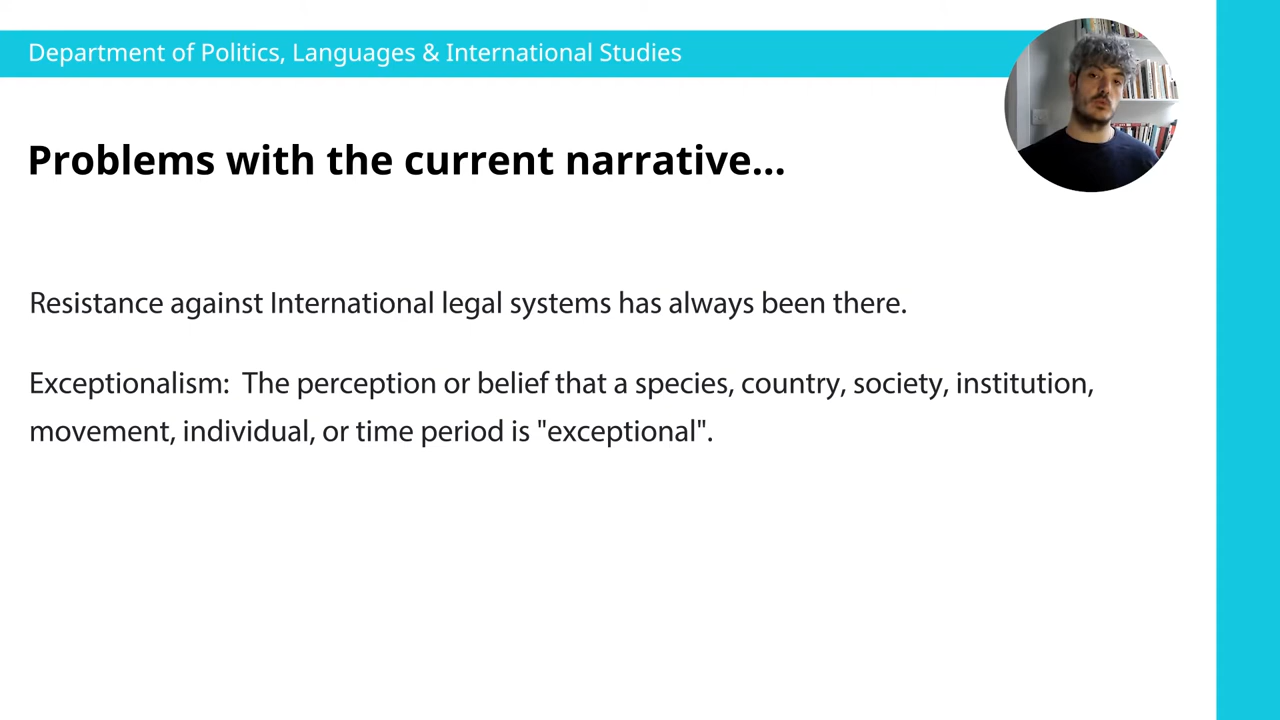 Department of Politics, Languages & International Studies
Problems with the current narrative...
Resistance against International legal systems has always been there.
Exceptionalism:  The perception or belief that a species, country, society, institution,
movement, individual, or time period is "exceptional".